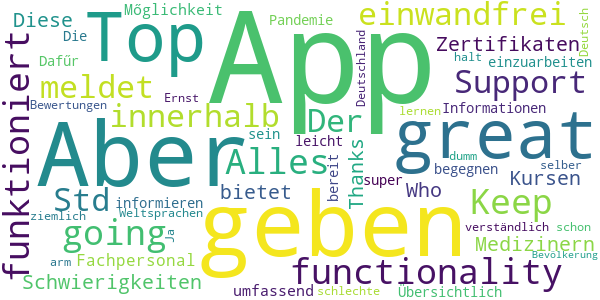 Diese
Möglichkeit
Die
Dafür
Top
App
Pandemie
einwandfrei
Deutsch
Deutschland
Zertifikaten
halt
einzuarbeiten
meldet
Bewertungen
Ernst
Support
funktioniert
innerhalb
sein
Der
lernen
Informationen
Aber
leicht
great
Alles
Thanks
bereit
super
Who
dumm
begegnen
selber
Kursen
Std
bietet
informieren
Keep
ziemlich
Weltsprachen
geben
going
Ja
verständlich
schon
Medizinern
Bevölkerung
arm
Fachpersonal
functionality
Schwierigkeiten
umfassend
schlechte
Übersichtlich